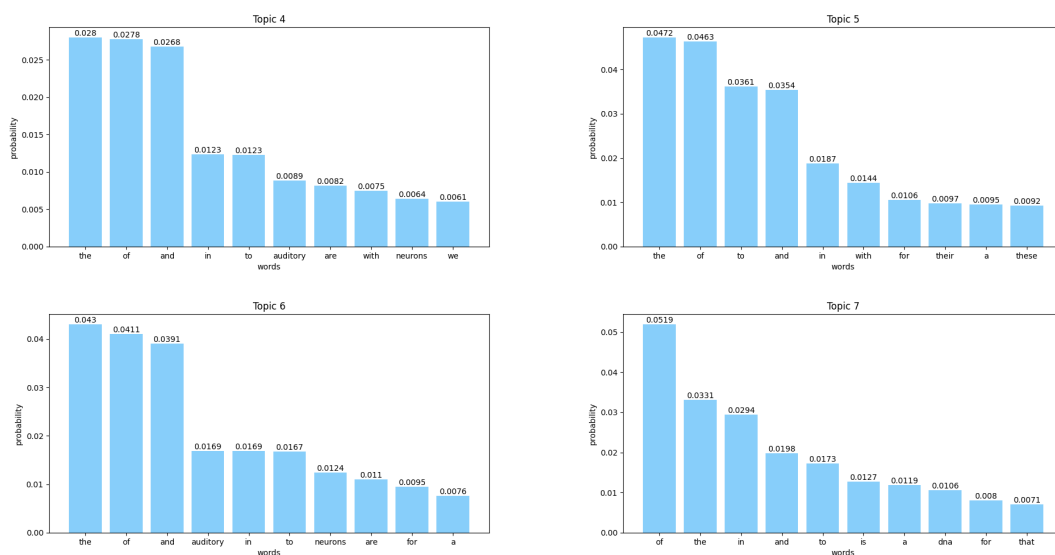 Topic 4
0.028 0.0278 0.0268 0.0123 0.0123 0.0089 0.0082 0.0075 0.0064 0.0061
0.025
0.020
0.015
0.010
0.005
0.000
probability
the of and in to auditory are with neurons we
words
Topic 5
0.0472 0.0463 0.0361 0.0354 0.0187 0.0144 0.0106 0.0097 0.0095 0.0092
0.04
0.03
0.02
0.01
0.00
probability
the of to and in with for their a these
words
Topic 6
0.043 0.0411 0.0391 0.0169 0.0169 0.0167 0.0124 0.011 0.0095 0.0076
0.04
0.03
0.02
0.01
0.00
probability
the of and auditory in to neurons are for a
words
Topic 7
0.0519 0.0331 0.0294 0.0198 0.0173 0.0127 0.0119 0.0106 0.008 0.0071
0.05
0.04
0.03
0.02
0.01
0.00
probability
of the in and to is a dna for that
words